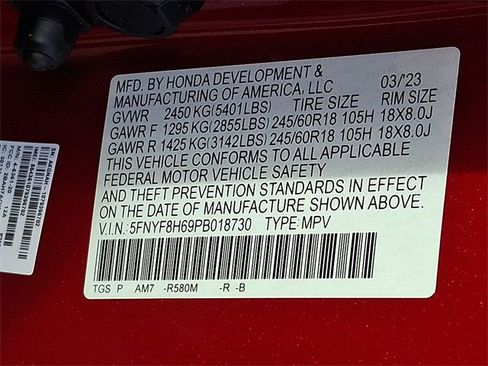 MFD. BY HONDA DEVELOPMENT &
MANUFACTURING OF AMERICA, LLC 03/'23
GVWR 2450 KG(5401LBS) TIRE SIZE RIM SIZE
GAWR F 1295 KG(2855LBS) 245/60R18 105H 18X8.0J
GAWR R 1425 KG(3142LBS) 245/60R18 105H 18X8.0J
THIS VEHICLE CONFORMS TO ALL APPLICABLE
FEDERAL MOTOR VEHICLE SAFETY
AND THEFT PREVENTION STANDARDS IN EFFECT
ON THE DATE OF MANUFACTURE SHOWN ABOVE.
V.I.N: 5FNYF8H69PB018730 TYPE: MPV
TGS P AM7 -R580M -R -B